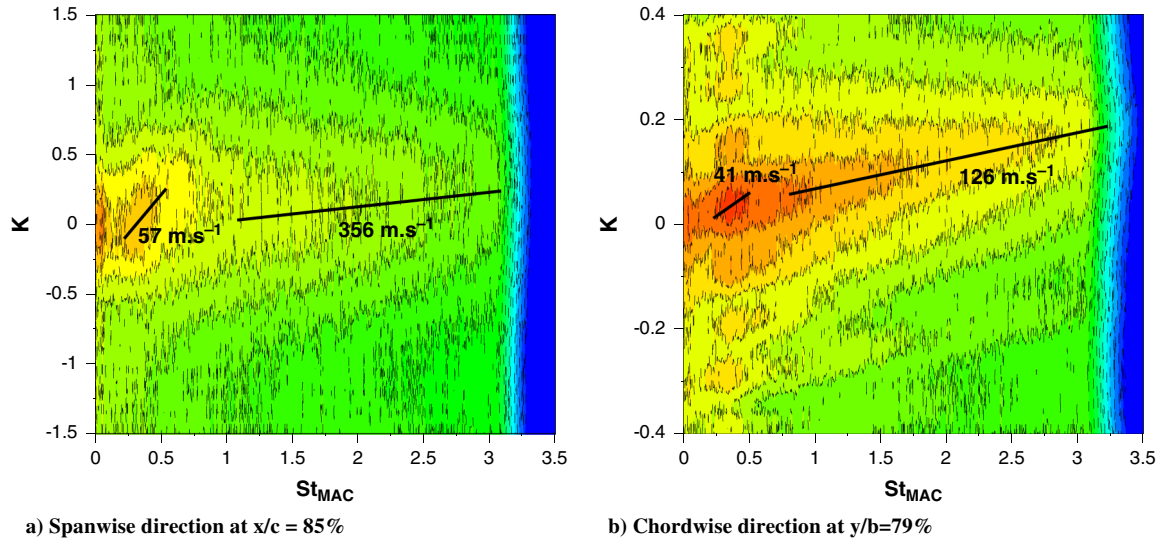 1.5
1
0.5
0
-0.5
-1
-1.5
K
57 m.s⁻¹
356 m.s⁻¹
0 0.5 1 1.5 2 2.5 3 3.5
St_MAC
a) Spanwise direction at x/c = 85%
0.4
0.2
0
-0.2
-0.4
K
41 m.s⁻¹
126 m.s⁻¹
0 0.5 1 1.5 2 2.5 3 3.5
St_MAC
b) Chordwise direction at y/b=79%